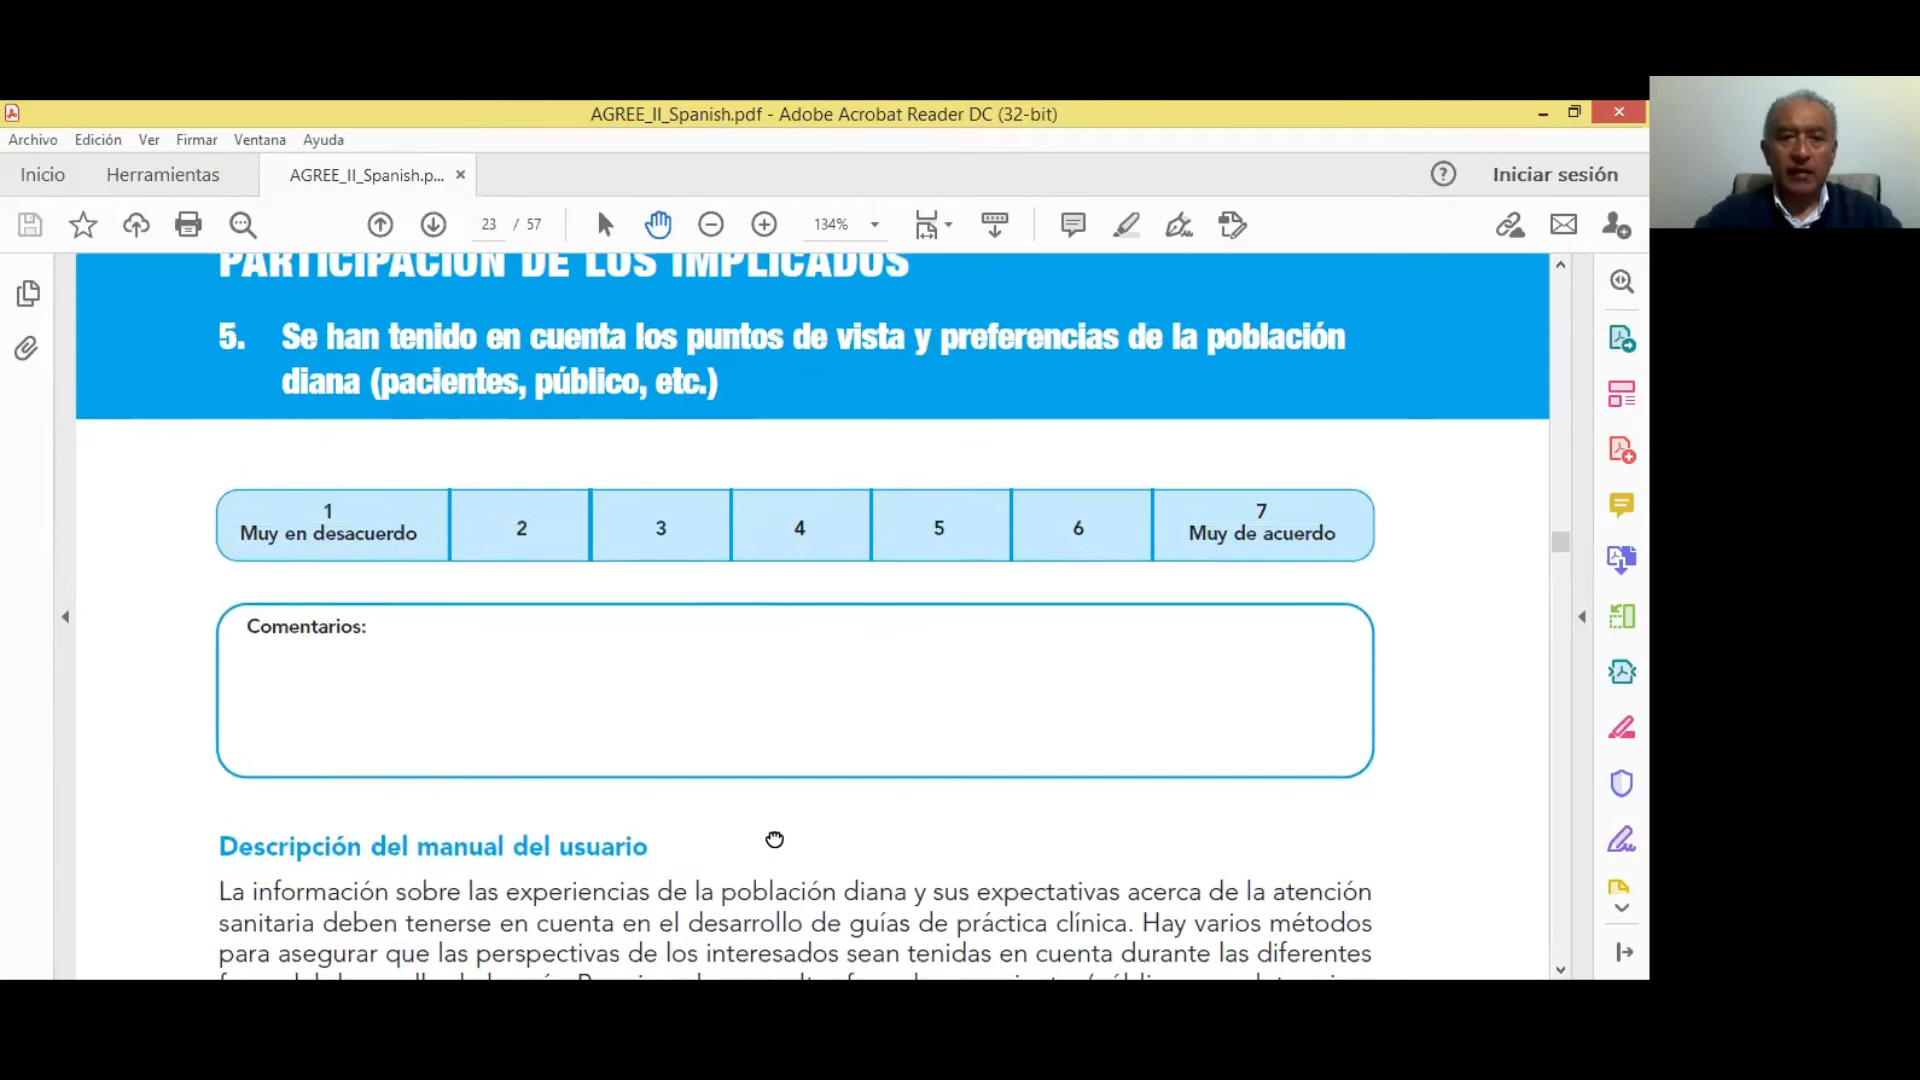 AGREE_II_Spanish.pdf - Adobe Acrobat Reader DC (32-bit)
Archivo Edición Ver Firmar Ventana Ayuda
Inicio Herramientas AGREE_II_Spanish.p... Iniciar sesión
23 / 57 134%
PARTICIPACIÓN DE LOS IMPLICADOS
5. Se han tenido en cuenta los puntos de vista y preferencias de la población
diana (pacientes, público, etc.)
1 2 3 4 5 6 7
Muy en desacuerdo Muy de acuerdo
Comentarios:
Descripción del manual del usuario
La información sobre las experiencias de la población diana y sus expectativas acerca de la atención
sanitaria deben tenerse en cuenta en el desarrollo de guías de práctica clínica. Hay varios métodos
para asegurar que las perspectivas de los interesados sean tenidas en cuenta durante las diferentes